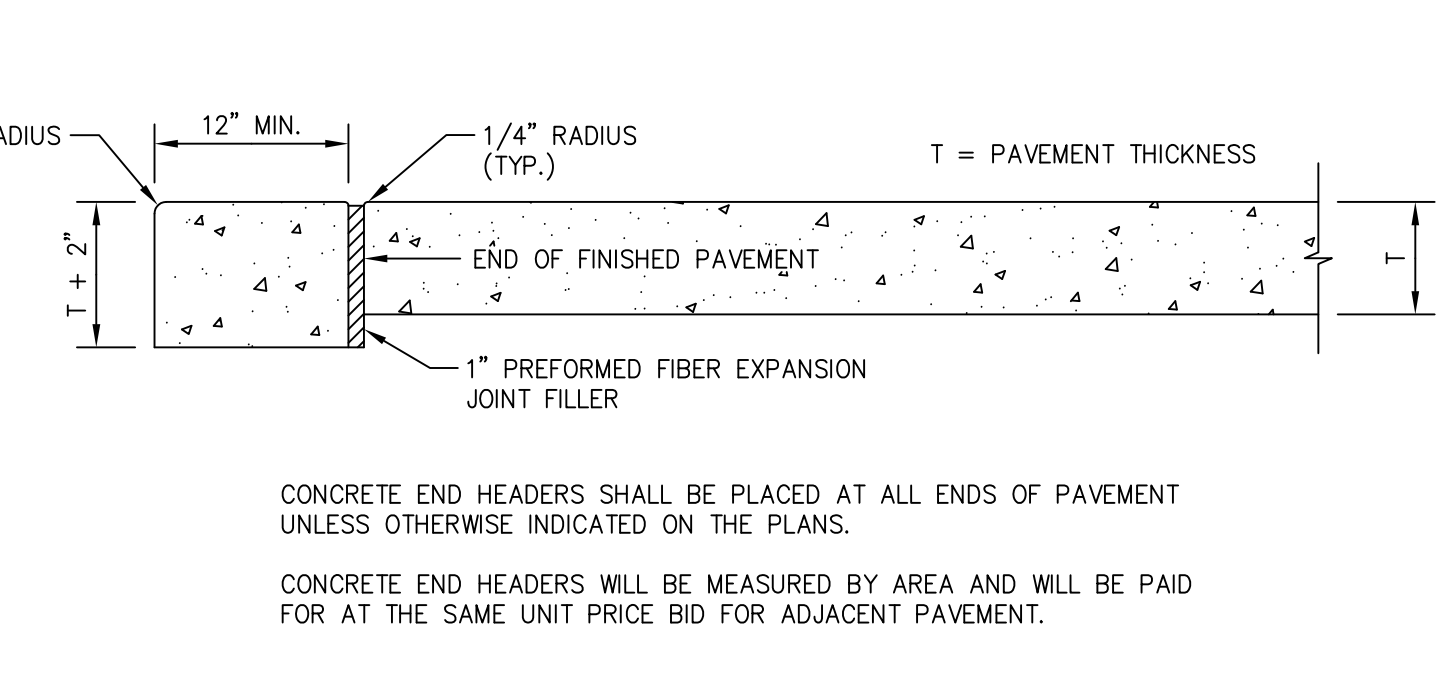 12” MIN.
1/4” RADIUS
(TYP.)
T = PAVEMENT THICKNESS
T + 2”
END OF FINISHED PAVEMENT
T
1” PREFORMED FIBER EXPANSION
JOINT FILLER
CONCRETE END HEADERS SHALL BE PLACED AT ALL ENDS OF PAVEMENT
UNLESS OTHERWISE INDICATED ON THE PLANS.
CONCRETE END HEADERS WILL BE MEASURED BY AREA AND WILL BE PAID
FOR AT THE SAME UNIT PRICE BID FOR ADJACENT PAVEMENT.